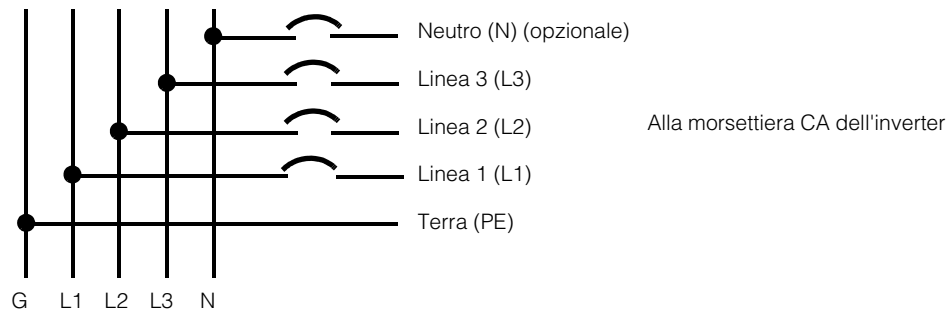 Neutro (N) (opzionale)
Linea 3 (L3)
Linea 2 (L2)
Alla morsettiera CA dell'inverter
Linea 1 (L1)
Terra (PE)
G L1 L2 L3 N